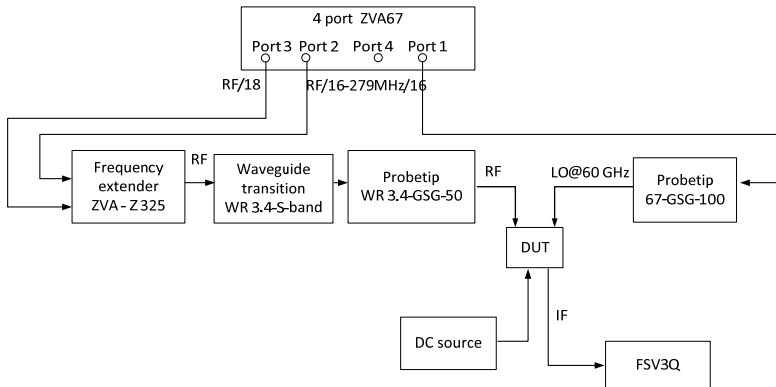 4 port ZVA67
Port 3 Port 2 Port 4 Port 1
RF/18
RF/16-279MHz/16
Frequency
extender
ZVA - Z 325
RF
Waveguide
transition
WR 3.4-S-band
Probetip
WR 3.4-GSG-50
RF
LO@60 GHz
Probetip
67-GSG-100
DUT
IF
DC source
FSV3Q